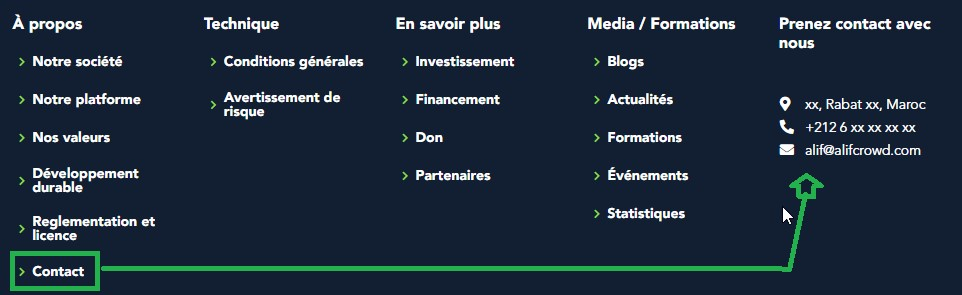 À propos
Notre société
Notre platforme
Nos valeurs
Développement
durable
Reglementation et
licence
Contact
Technique
Conditions générales
Avertissement de
risque
En savoir plus
Investissement
Financement
Don
Partenaires
Media / Formations
Blogs
Actualités
Formations
Événements
Statistiques
Prenez contact avec
nous
xx, Rabat xx, Maroc
+212 6 xx xx xx xx
alif@alifcrowd.com